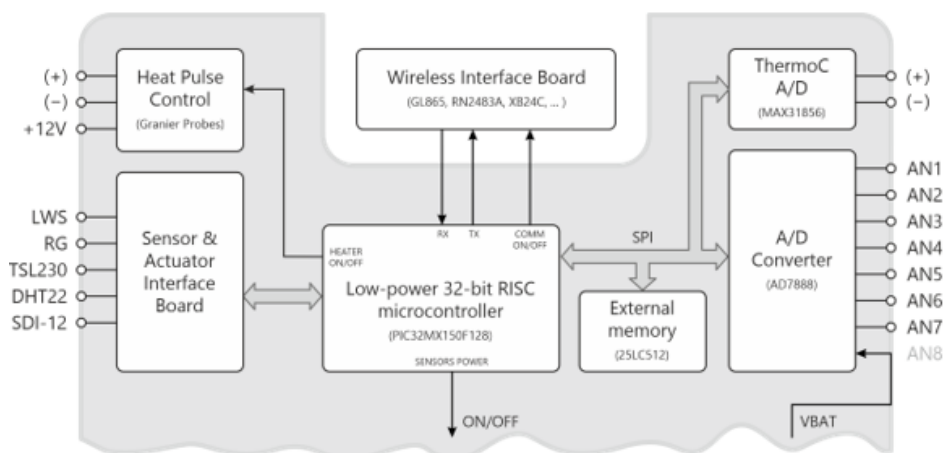 (+)
(−)
+12V
Heat Pulse
Control
(Granier Probes)
Wireless Interface Board
(GL865, RN2483A, XB24C, ... )
ThermoC
A/D
(MAX31856)
(+)
(−)
LWS
RG
TSL230
DHT22
SDI-12
Sensor &
Actuator
Interface
Board
RX
TX
COMM
ON/OFF
HEATER
ON/OFF
Low-power 32-bit RISC
microcontroller
(PIC32MX150F128)
SENSORS POWER
SPI
External
memory
(25LC512)
A/D
Converter
(AD7888)
AN1
AN2
AN3
AN4
AN5
AN6
AN7
AN8
ON/OFF
VBAT